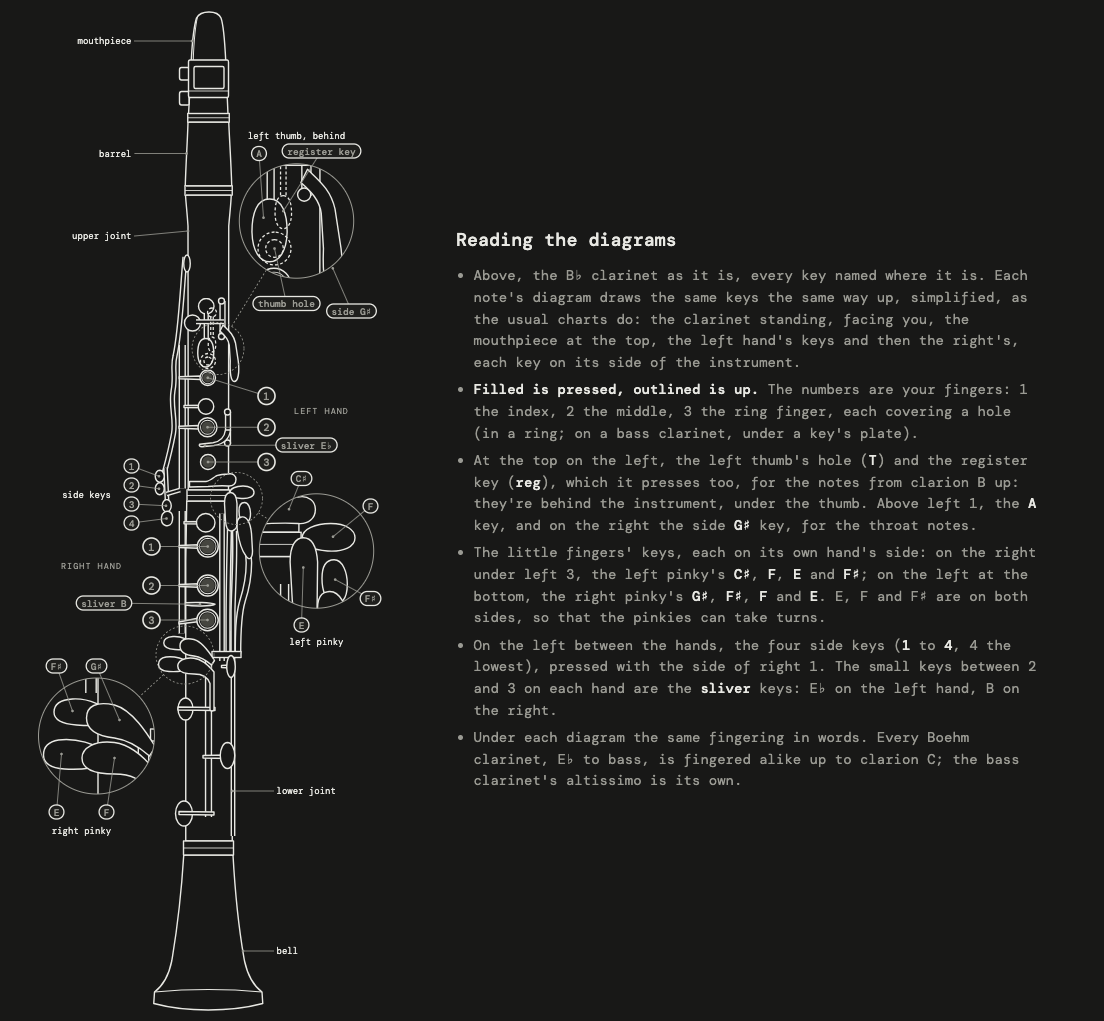 mouthpiece
left thumb, behind
A
register key
barrel
upper joint
thumb hole
side G♯
1
LEFT HAND
2
sliver E♭
3
1
2
side keys
3
4
C♯
F
1
RIGHT HAND
2
sliver B
3
F♯
E
left pinky
F♯
G♯
lower joint
E
F
right pinky
bell
Reading the diagrams
• Above, the B♭ clarinet as it is, every key named where it is. Each
note's diagram draws the same keys the same way up, simplified, as
the usual charts do: the clarinet standing, facing you, the
mouthpiece at the top, the left hand's keys and then the right's,
each key on its side of the instrument.
• Filled is pressed, outlined is up. The numbers are your fingers: 1
the index, 2 the middle, 3 the ring finger, each covering a hole
(in a ring; on a bass clarinet, under a key's plate).
• At the top on the left, the left thumb's hole (T) and the register
key (reg), which it presses too, for the notes from clarion B up:
they're behind the instrument, under the thumb. Above left 1, the A
key, and on the right the side G♯ key, for the throat notes.
• The little fingers' keys, each on its own hand's side: on the right
under left 3, the left pinky's C♯, F, E and F♯; on the left at the
bottom, the right pinky's G♯, F♯, F and E. E, F and F♯ are on both
sides, so that the pinkies can take turns.
• On the left between the hands, the four side keys (1 to 4, 4 the
lowest), pressed with the side of right 1. The small keys between 2
and 3 on each hand are the sliver keys: E♭ on the left hand, B on
the right.
• Under each diagram the same fingering in words. Every Boehm
clarinet, E♭ to bass, is fingered alike up to clarion C; the bass
clarinet's altissimo is its own.